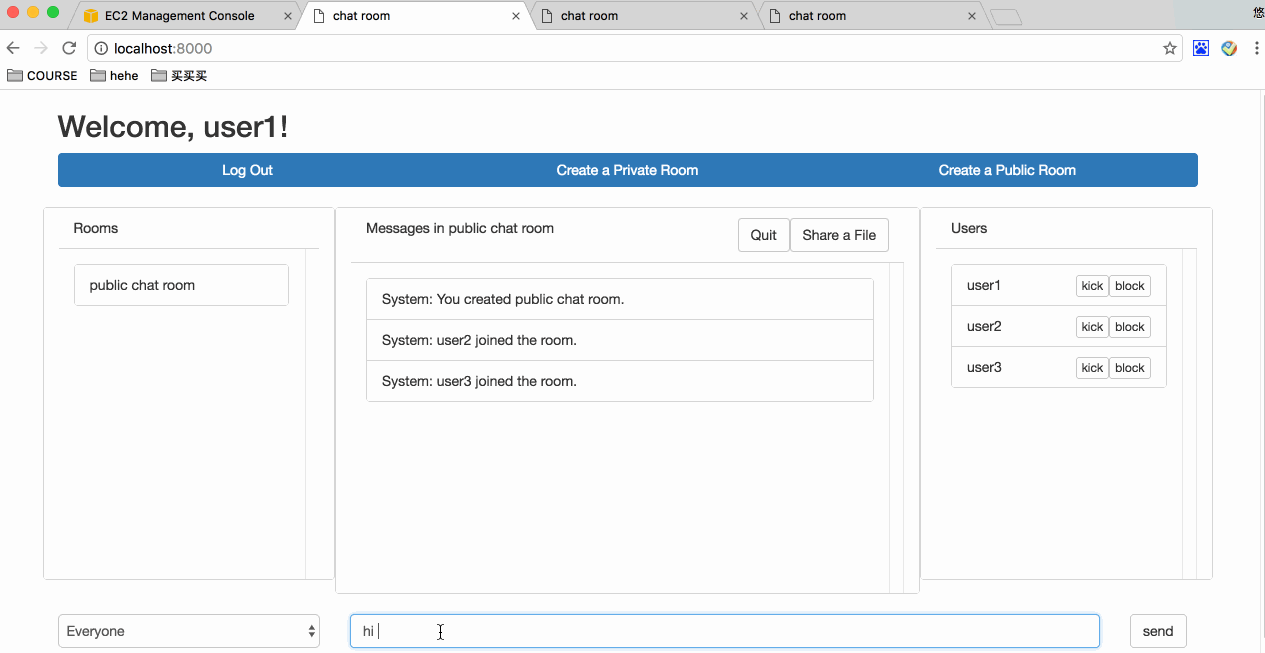 EC2 Management Console chat room chat room chat room 悠
localhost:8000
COURSE hehe 买买买
Welcome, user1!
Log Out Create a Private Room Create a Public Room
Rooms
public chat room
Messages in public chat room Quit Share a File
System: You created public chat room.
System: user2 joined the room.
System: user3 joined the room.
Users
user1 kick block
user2 kick block
user3 kick block
Everyone hi send